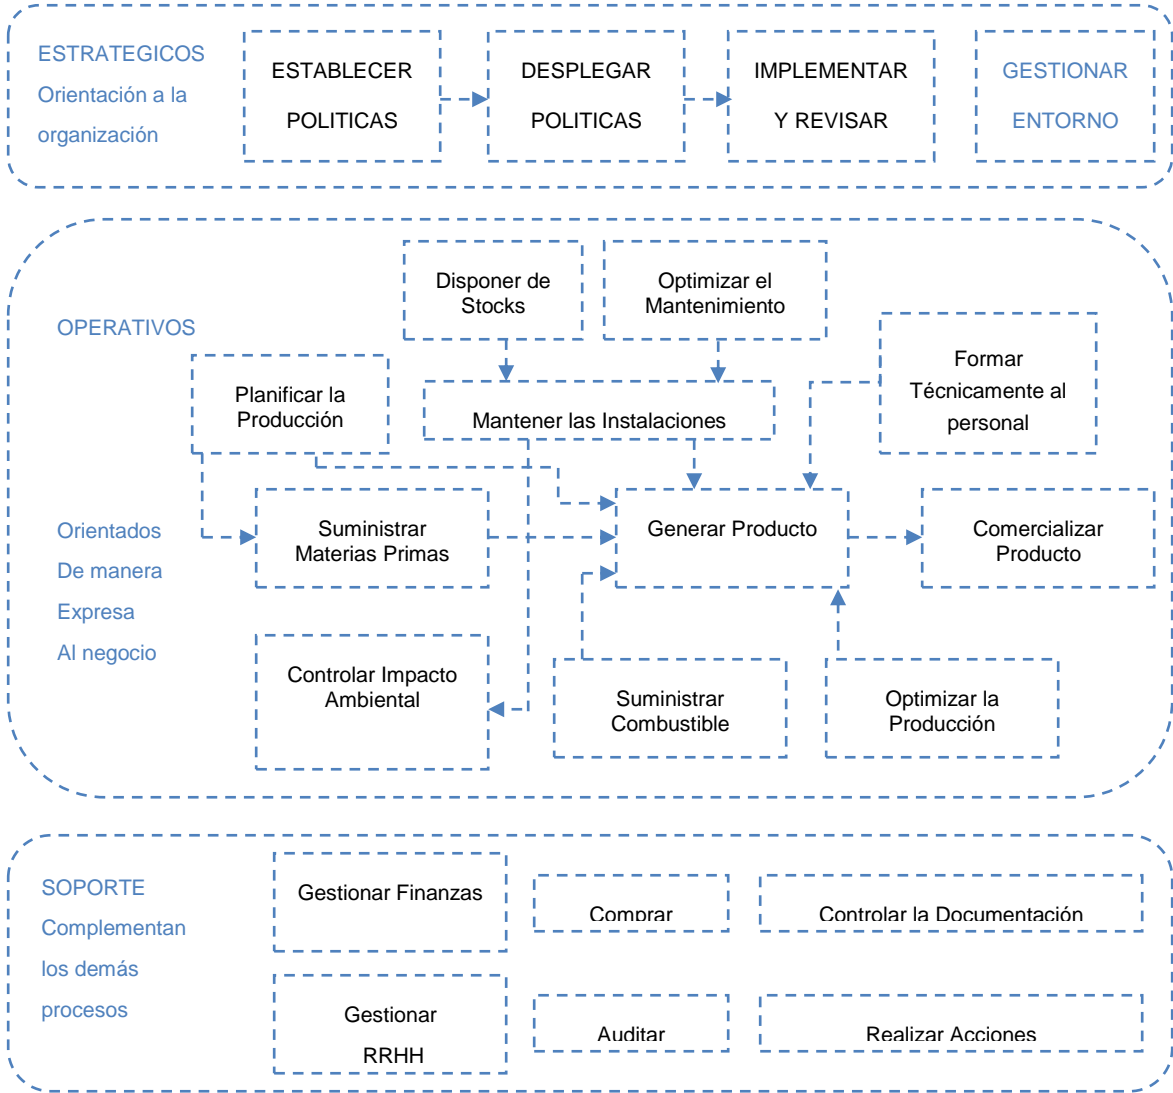 ESTRATEGICOS
Orientación a la
organización
ESTABLECER
POLITICAS
DESPLEGAR
POLITICAS
IMPLEMENTAR
Y REVISAR
GESTIONAR
ENTORNO
OPERATIVOS
Disponer de
Stocks
Optimizar el
Mantenimiento
Formar
Técnicamente al
personal
Planificar la
Producción
Mantener las Instalaciones
Orientados
De manera
Expresa
Al negocio
Suministrar
Materias Primas
Generar Producto
Comercializar
Producto
Controlar Impacto
Ambiental
Suministrar
Combustible
Optimizar la
Producción
SOPORTE
Complementan
los demás
procesos
Gestionar Finanzas
Comprar
Controlar la Documentación
Gestionar
RRHH
Auditar
Realizar Acciones